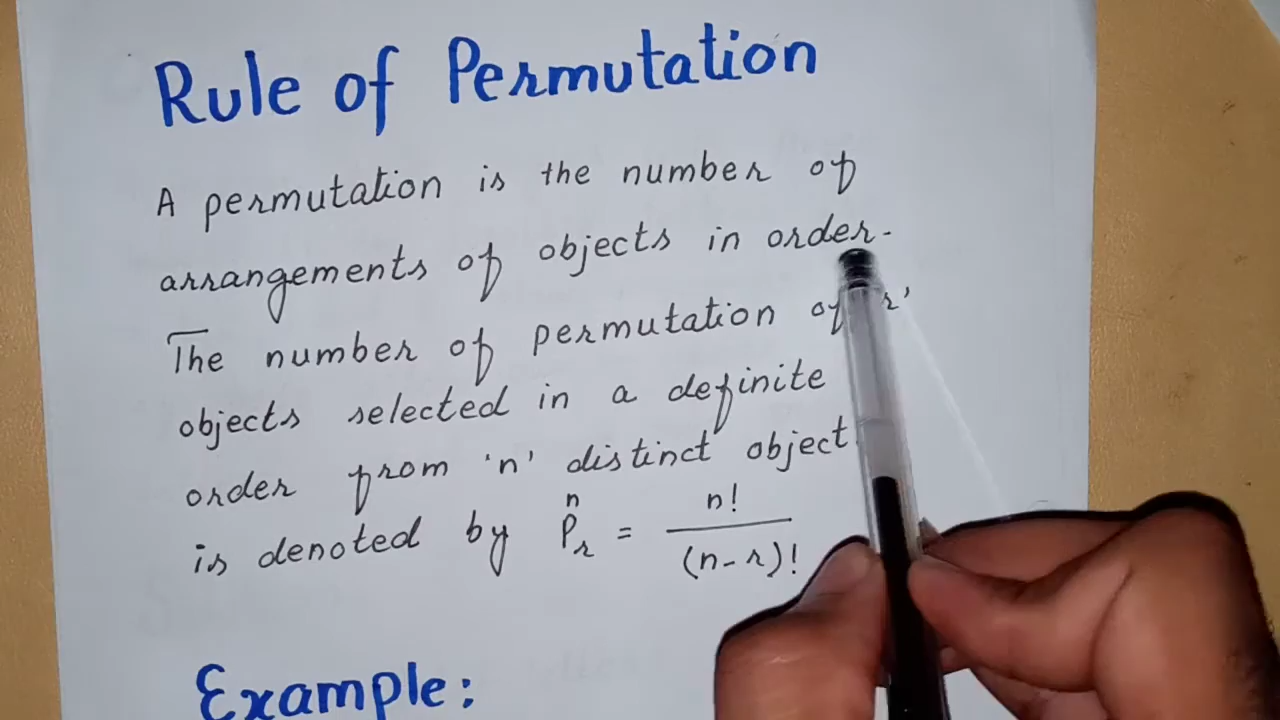 Rule of Permutation
A permutation is the number of
arrangements of objects in order.
The number of permutation of 'r'
objects selected in a definite
order from 'n' distinct object
is denoted by ⁿPᵣ = n! / (n-r)!
Example: